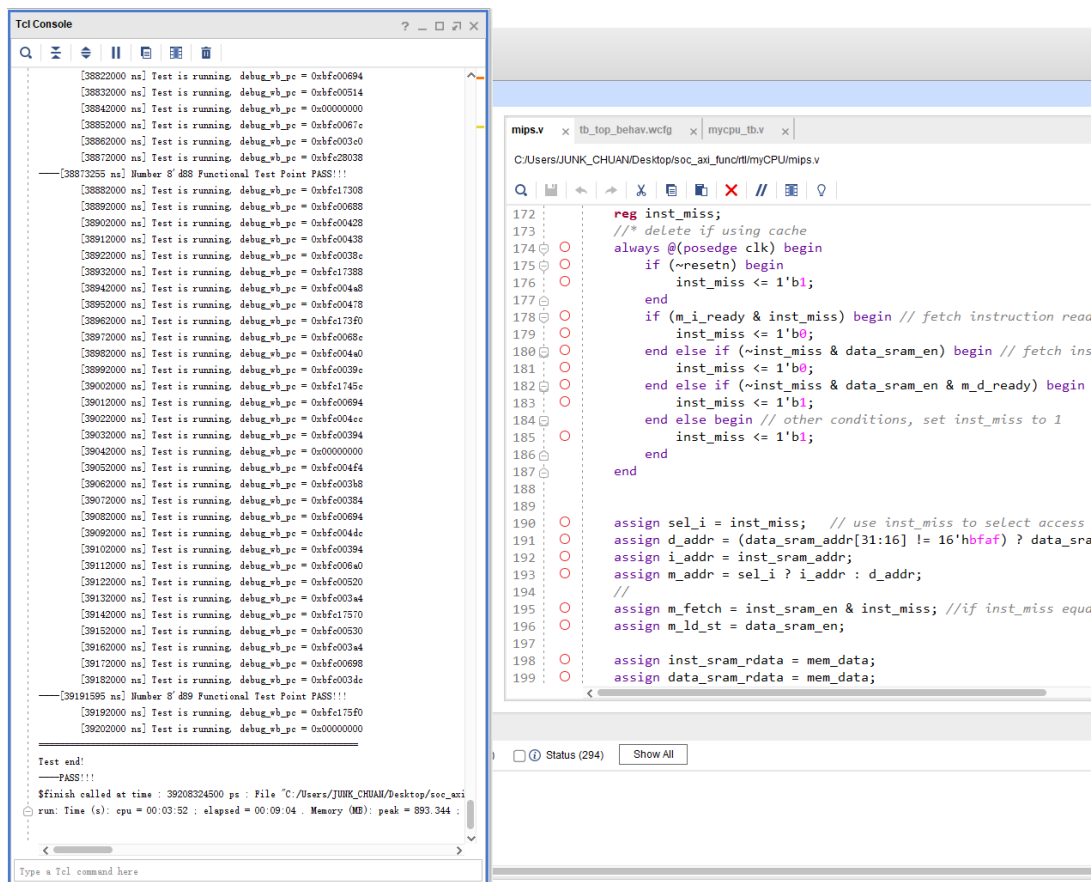 Tcl Console
[38822000 ns] Test is running, debug_wb_pc = 0xbfc00694
[38832000 ns] Test is running, debug_wb_pc = 0xbfc00514
[38842000 ns] Test is running, debug_wb_pc = 0x00000000
[38852000 ns] Test is running, debug_wb_pc = 0xbfc0067c
[38862000 ns] Test is running, debug_wb_pc = 0xbfc003c0
[38872000 ns] Test is running, debug_wb_pc = 0xbfc28038
----[38873255 ns] Number 8'd88 Functional Test Point PASS!!!
[38882000 ns] Test is running, debug_wb_pc = 0xbfc17308
[38892000 ns] Test is running, debug_wb_pc = 0xbfc00688
[38902000 ns] Test is running, debug_wb_pc = 0xbfc00428
[38912000 ns] Test is running, debug_wb_pc = 0xbfc00438
[38922000 ns] Test is running, debug_wb_pc = 0xbfc0038c
[38932000 ns] Test is running, debug_wb_pc = 0xbfc17388
[38942000 ns] Test is running, debug_wb_pc = 0xbfc004a8
[38952000 ns] Test is running, debug_wb_pc = 0xbfc00478
[38962000 ns] Test is running, debug_wb_pc = 0xbfc173f0
[38972000 ns] Test is running, debug_wb_pc = 0xbfc0068c
[38982000 ns] Test is running, debug_wb_pc = 0xbfc004a0
[38992000 ns] Test is running, debug_wb_pc = 0xbfc0039c
[39002000 ns] Test is running, debug_wb_pc = 0xbfc1745c
[39012000 ns] Test is running, debug_wb_pc = 0xbfc00694
[39022000 ns] Test is running, debug_wb_pc = 0xbfc004cc
[39032000 ns] Test is running, debug_wb_pc = 0xbfc00394
[39042000 ns] Test is running, debug_wb_pc = 0x00000000
[39052000 ns] Test is running, debug_wb_pc = 0xbfc004f4
[39062000 ns] Test is running, debug_wb_pc = 0xbfc003b8
[39072000 ns] Test is running, debug_wb_pc = 0xbfc00384
[39082000 ns] Test is running, debug_wb_pc = 0xbfc00694
[39092000 ns] Test is running, debug_wb_pc = 0xbfc004dc
[39102000 ns] Test is running, debug_wb_pc = 0xbfc00394
[39112000 ns] Test is running, debug_wb_pc = 0xbfc006a0
[39122000 ns] Test is running, debug_wb_pc = 0xbfc00520
[39132000 ns] Test is running, debug_wb_pc = 0xbfc003a4
[39142000 ns] Test is running, debug_wb_pc = 0xbfc17570
[39152000 ns] Test is running, debug_wb_pc = 0xbfc00530
[39162000 ns] Test is running, debug_wb_pc = 0xbfc003a4
[39172000 ns] Test is running, debug_wb_pc = 0xbfc00698
[39182000 ns] Test is running, debug_wb_pc = 0xbfc003dc
----[39191595 ns] Number 8'd89 Functional Test Point PASS!!!
[39192000 ns] Test is running, debug_wb_pc = 0xbfc175f0
[39202000 ns] Test is running, debug_wb_pc = 0x00000000
Test end!
----PASS!!!
$finish called at time : 39208324500 ps : File "C:/Users/JUNK_CHUAN/Desktop/soc_axi
run: Time (s): cpu = 00:03:52 ; elapsed = 00:09:04 . Memory (MB): peak = 893.344 ;
Type a Tcl command here
mips.v tb_top_behav.wcfg mycpu_tb.v
C:/Users/JUNK_CHUAN/Desktop/soc_axi_func/rtl/myCPU/mips.v
172 reg inst_miss;
173 //* delete if using cache
174 always @(posedge clk) begin
175 if (~resetn) begin
176 inst_miss <= 1'b1;
177 end
178 if (m_i_ready & inst_miss) begin // fetch instruction read
179 inst_miss <= 1'b0;
180 end else if (~inst_miss & data_sram_en) begin // fetch ins
181 inst_miss <= 1'b0;
182 end else if (~inst_miss & data_sram_en & m_d_ready) begin
183 inst_miss <= 1'b1;
184 end else begin // other conditions, set inst_miss to 1
185 inst_miss <= 1'b1;
186 end
187 end
188
189
190 assign sel_i = inst_miss; // use inst_miss to select access
191 assign d_addr = (data_sram_addr[31:16] != 16'hbfaf) ? data_sra
192 assign i_addr = inst_sram_addr;
193 assign m_addr = sel_i ? i_addr : d_addr;
194 //
195 assign m_fetch = inst_sram_en & inst_miss; //if inst_miss equa
196 assign m_ld_st = data_sram_en;
197
198 assign inst_sram_rdata = mem_data;
199 assign data_sram_rdata = mem_data;
Status (294) Show All